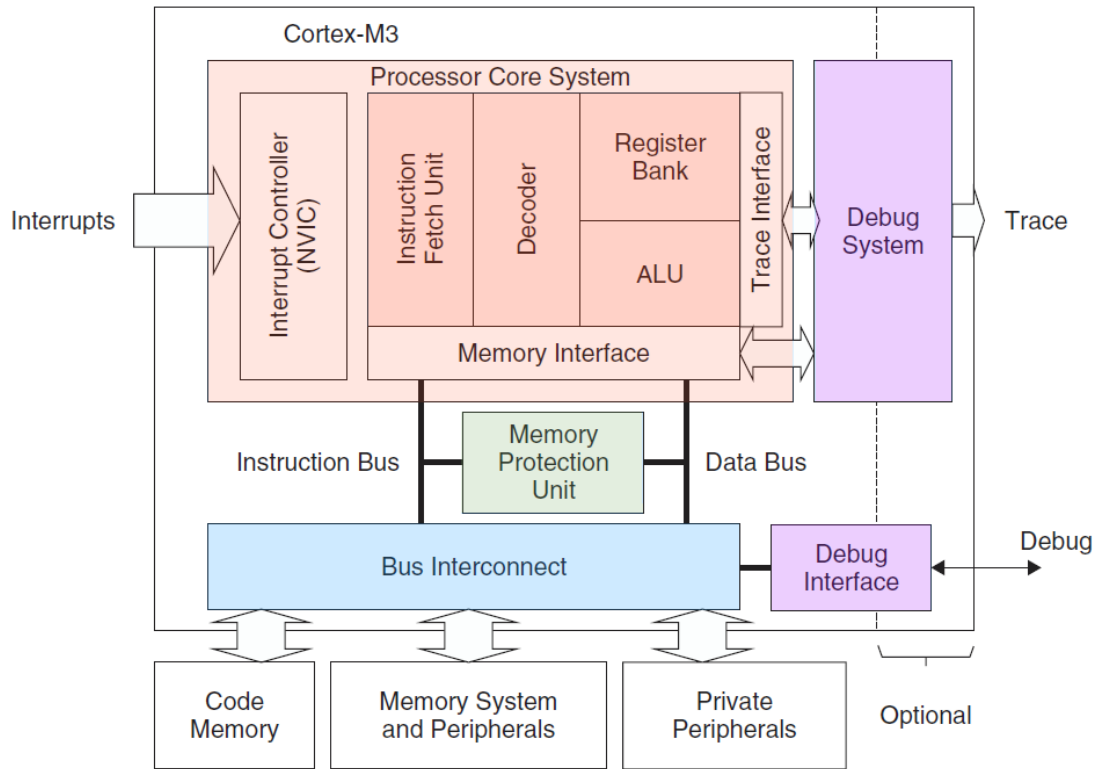 Cortex-M3
Processor Core System
Interrupts
Interrupt Controller
(NVIC)
Instruction
Fetch Unit
Decoder
Register
Bank
ALU
Trace Interface
Memory Interface
Debug
System
Trace
Instruction Bus
Memory
Protection
Unit
Data Bus
Bus Interconnect
Debug
Interface
Debug
Code
Memory
Memory System
and Peripherals
Private
Peripherals
Optional